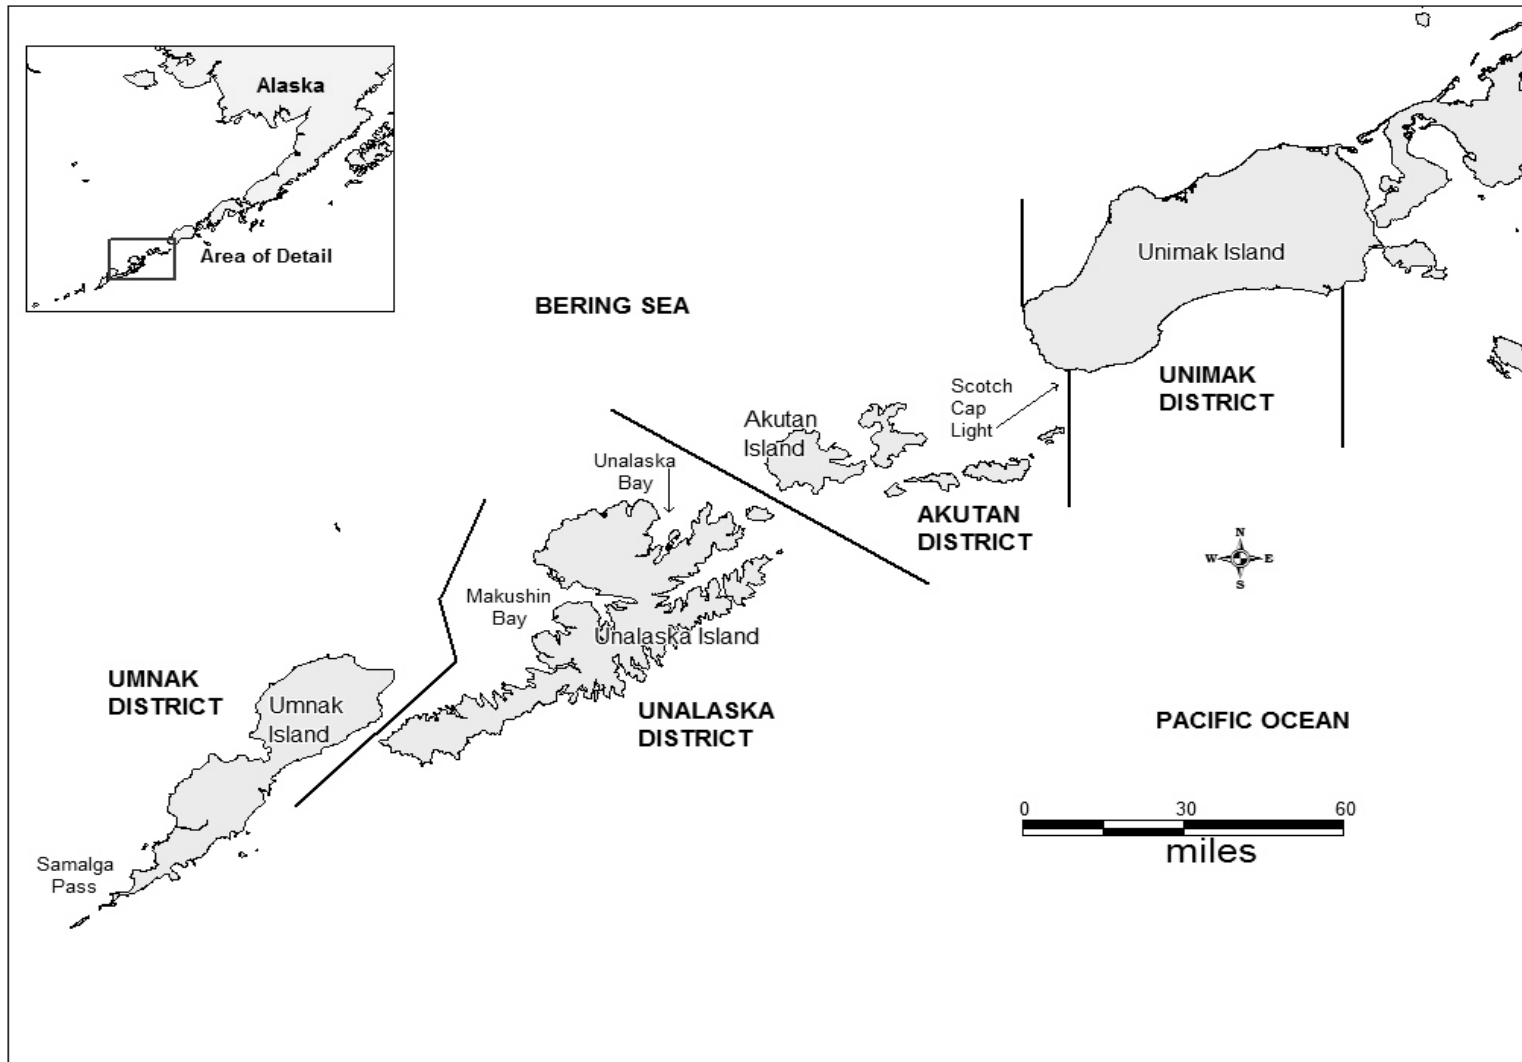 Alaska
Area of Detail
BERING SEA
Unimak Island
UNIMAK
DISTRICT
Scotch
Cap
Light
Akutan
Island
AKUTAN
DISTRICT
Unalaska
Bay
Makushin
Bay
Unalaska Island
UNALASKA
DISTRICT
UMNAK
DISTRICT
Umnak
Island
Samalga
Pass
N
W E
S
PACIFIC OCEAN
0 30 60
miles